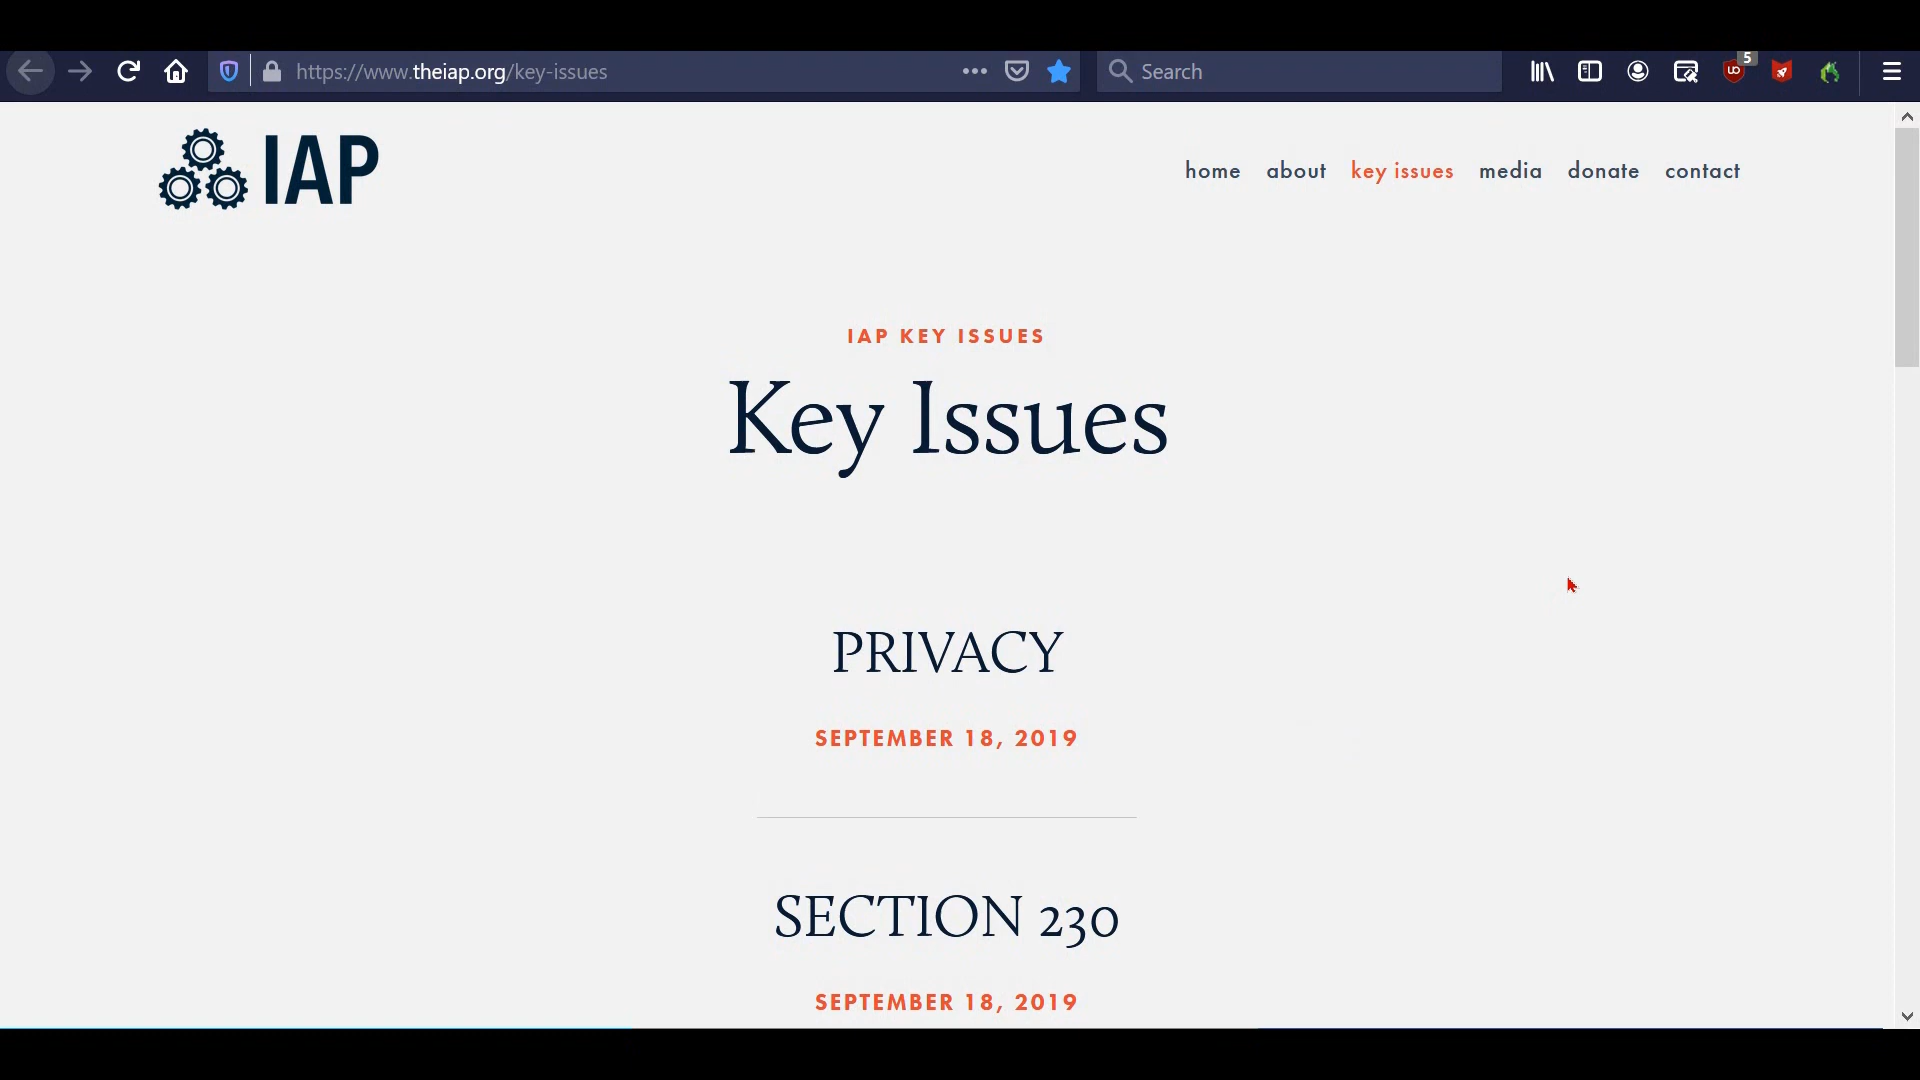 https://www.theiap.org/key-issues
Search
5
IAP
home about key issues media donate contact
IAP KEY ISSUES
Key Issues
PRIVACY
SEPTEMBER 18, 2019
SECTION 230
SEPTEMBER 18, 2019